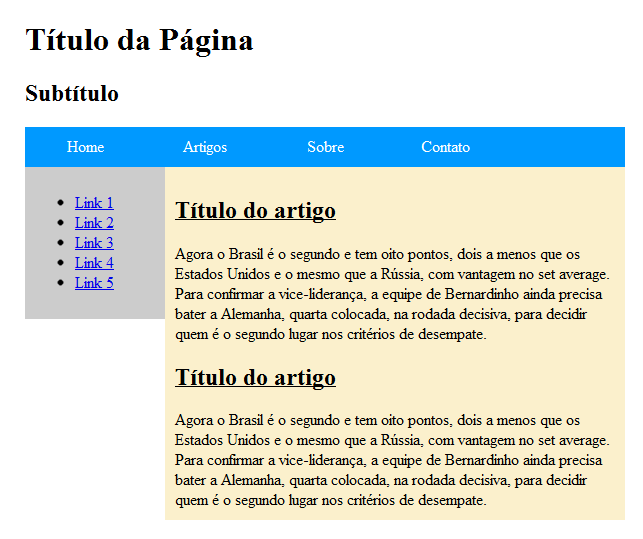 Título da Página
Subtítulo
Home Artigos Sobre Contato
Link 1
Link 2
Link 3
Link 4
Link 5
Título do artigo
Agora o Brasil é o segundo e tem oito pontos, dois a menos que os
Estados Unidos e o mesmo que a Rússia, com vantagem no set average.
Para confirmar a vice-liderança, a equipe de Bernardinho ainda precisa
bater a Alemanha, quarta colocada, na rodada decisiva, para decidir
quem é o segundo lugar nos critérios de desempate.
Título do artigo
Agora o Brasil é o segundo e tem oito pontos, dois a menos que os
Estados Unidos e o mesmo que a Rússia, com vantagem no set average.
Para confirmar a vice-liderança, a equipe de Bernardinho ainda precisa
bater a Alemanha, quarta colocada, na rodada decisiva, para decidir
quem é o segundo lugar nos critérios de desempate.